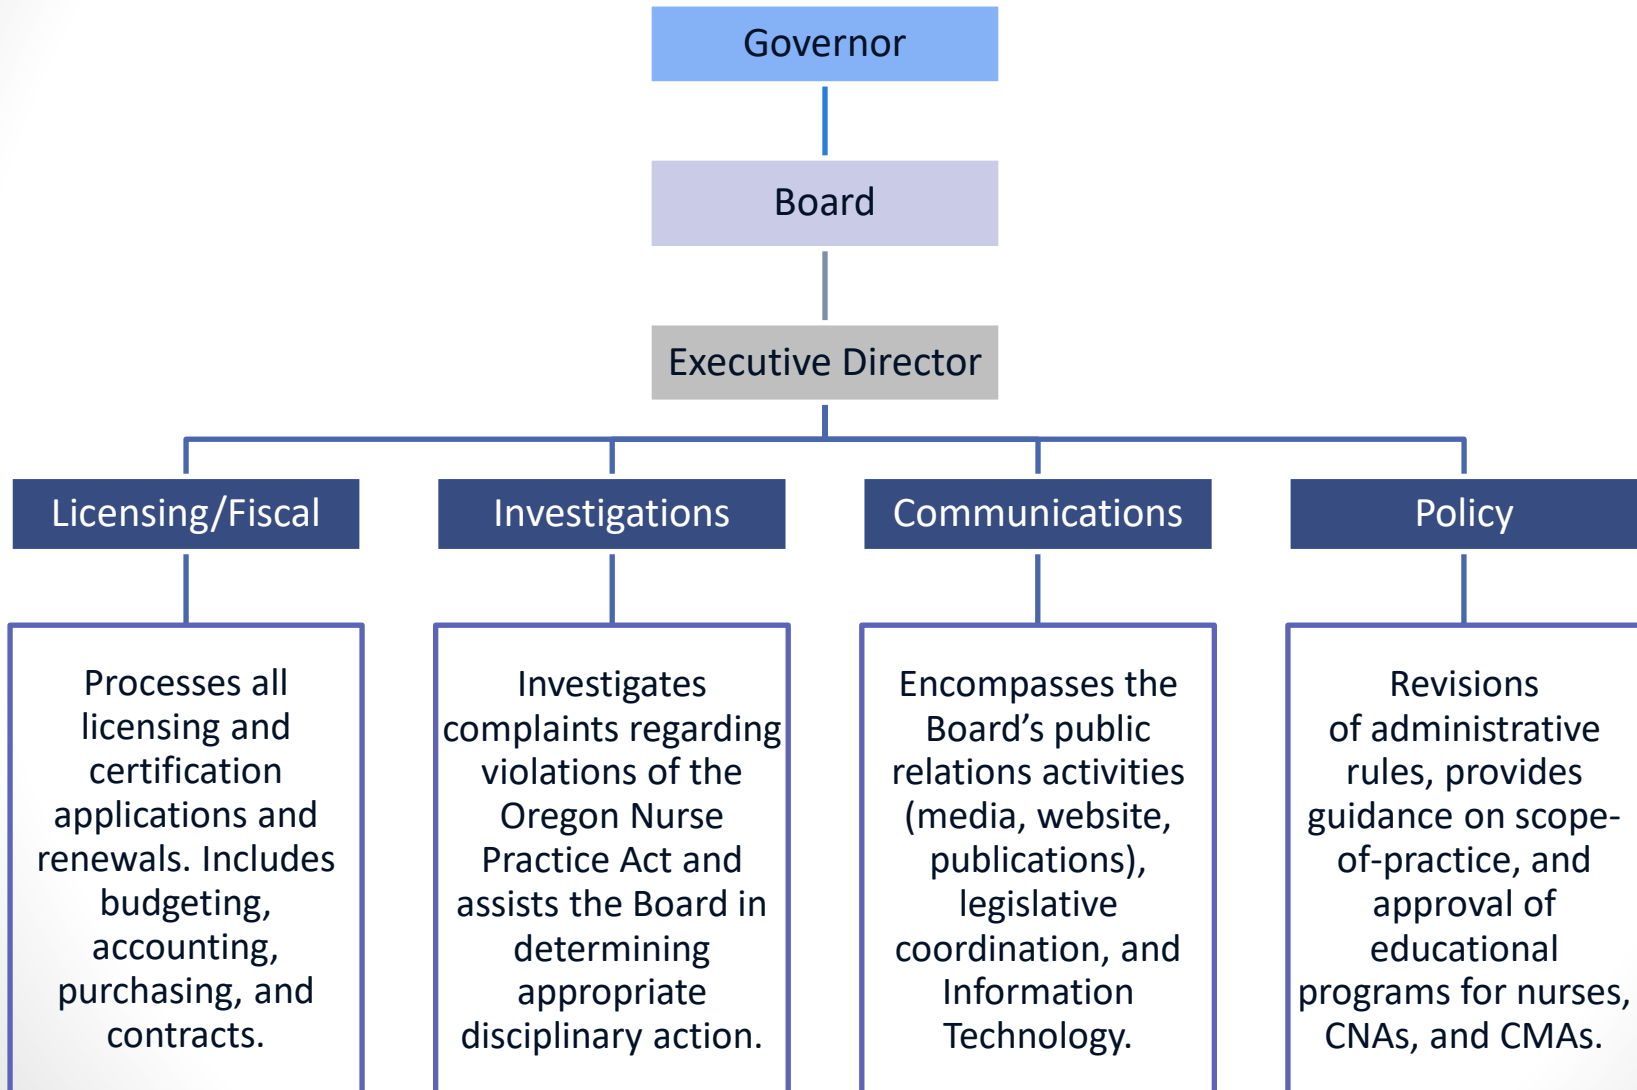 Governor
Board
Executive Director
Licensing/Fiscal
Investigations
Communications
Policy
Processes all
licensing and
certification
applications and
renewals. Includes
budgeting,
accounting,
purchasing, and
contracts.
Investigates
complaints regarding
violations of the
Oregon Nurse
Practice Act and
assists the Board in
determining
appropriate
disciplinary action.
Encompasses the
Board’s public
relations activities
(media, website,
publications),
legislative
coordination, and
Information
Technology.
Revisions
of administrative
rules, provides
guidance on scope-
of-practice, and
approval of
educational
programs for nurses,
CNAs, and CMAs.